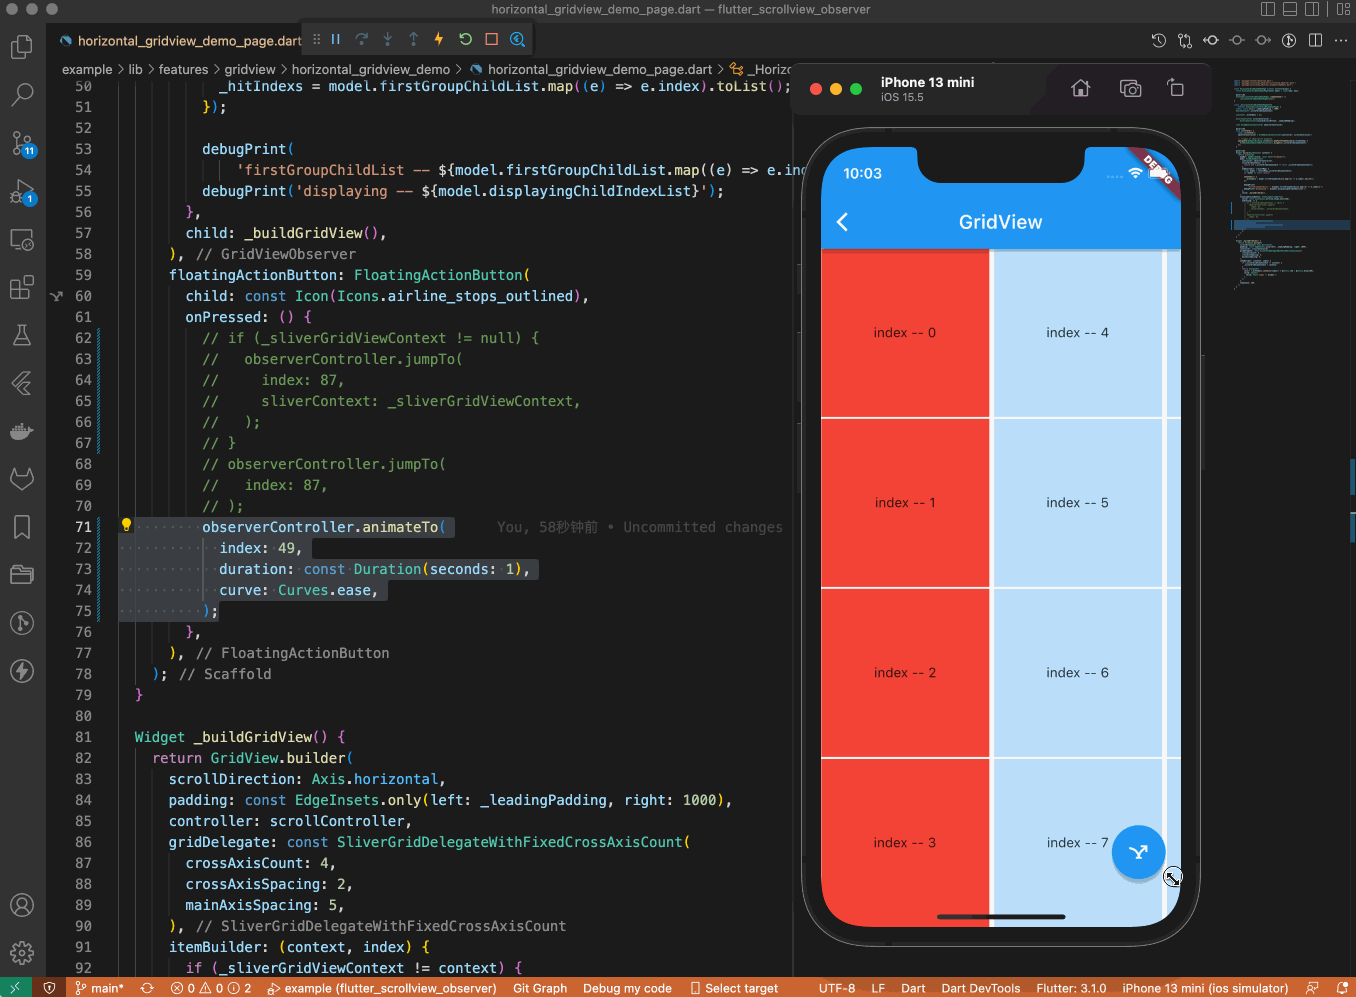 horizontal_gridview_demo_page.dart — flutter_scrollview_observer
horizontal_gridview_demo_page.dart
example > lib > features > gridview > horizontal_gridview_demo > horizontal_gridview_demo_page.dart > _Horizo
50 _hitIndexs = model.firstGroupChildList.map((e) => e.index).toList();
51 });
52
53 debugPrint(
54 'firstGroupChildList -- ${model.firstGroupChildList.map((e) => e.ind
55 debugPrint('displaying -- ${model.displayingChildIndexList}');
56 },
57 child: _buildGridView(),
58 ), // GridViewObserver
59 floatingActionButton: FloatingActionButton(
60 child: const Icon(Icons.airline_stops_outlined),
61 onPressed: () {
62 // if (_sliverGridViewContext != null) {
63 //   observerController.jumpTo(
64 //     index: 87,
65 //     sliverContext: _sliverGridViewContext,
66 //   );
67 // }
68 // observerController.jumpTo(
69 //   index: 87,
70 // );
71 observerController.animateTo( You, 58秒钟前 • Uncommitted changes
72 index: 49,
73 duration: const Duration(seconds: 1),
74 curve: Curves.ease,
75 );
76 },
77 ), // FloatingActionButton
78 ); // Scaffold
79 }
80
81 Widget _buildGridView() {
82 return GridView.builder(
83 scrollDirection: Axis.horizontal,
84 padding: const EdgeInsets.only(left: _leadingPadding, right: 1000),
85 controller: scrollController,
86 gridDelegate: const SliverGridDelegateWithFixedCrossAxisCount(
87 crossAxisCount: 4,
88 crossAxisSpacing: 2,
89 mainAxisSpacing: 5,
90 ), // SliverGridDelegateWithFixedCrossAxisCount
91 itemBuilder: (context, index) {
92 if (_sliverGridViewContext != context) {
11
1
iPhone 13 mini
iOS 15.5
10:03
DEBUG
GridView
index -- 0
index -- 4
index -- 1
index -- 5
index -- 2
index -- 6
index -- 3
index -- 7
main*
0 0 2
example (flutter_scrollview_observer)
Git Graph
Debug my code
Select target
UTF-8
LF
Dart
Dart DevTools
Flutter: 3.1.0
iPhone 13 mini (ios simulator)